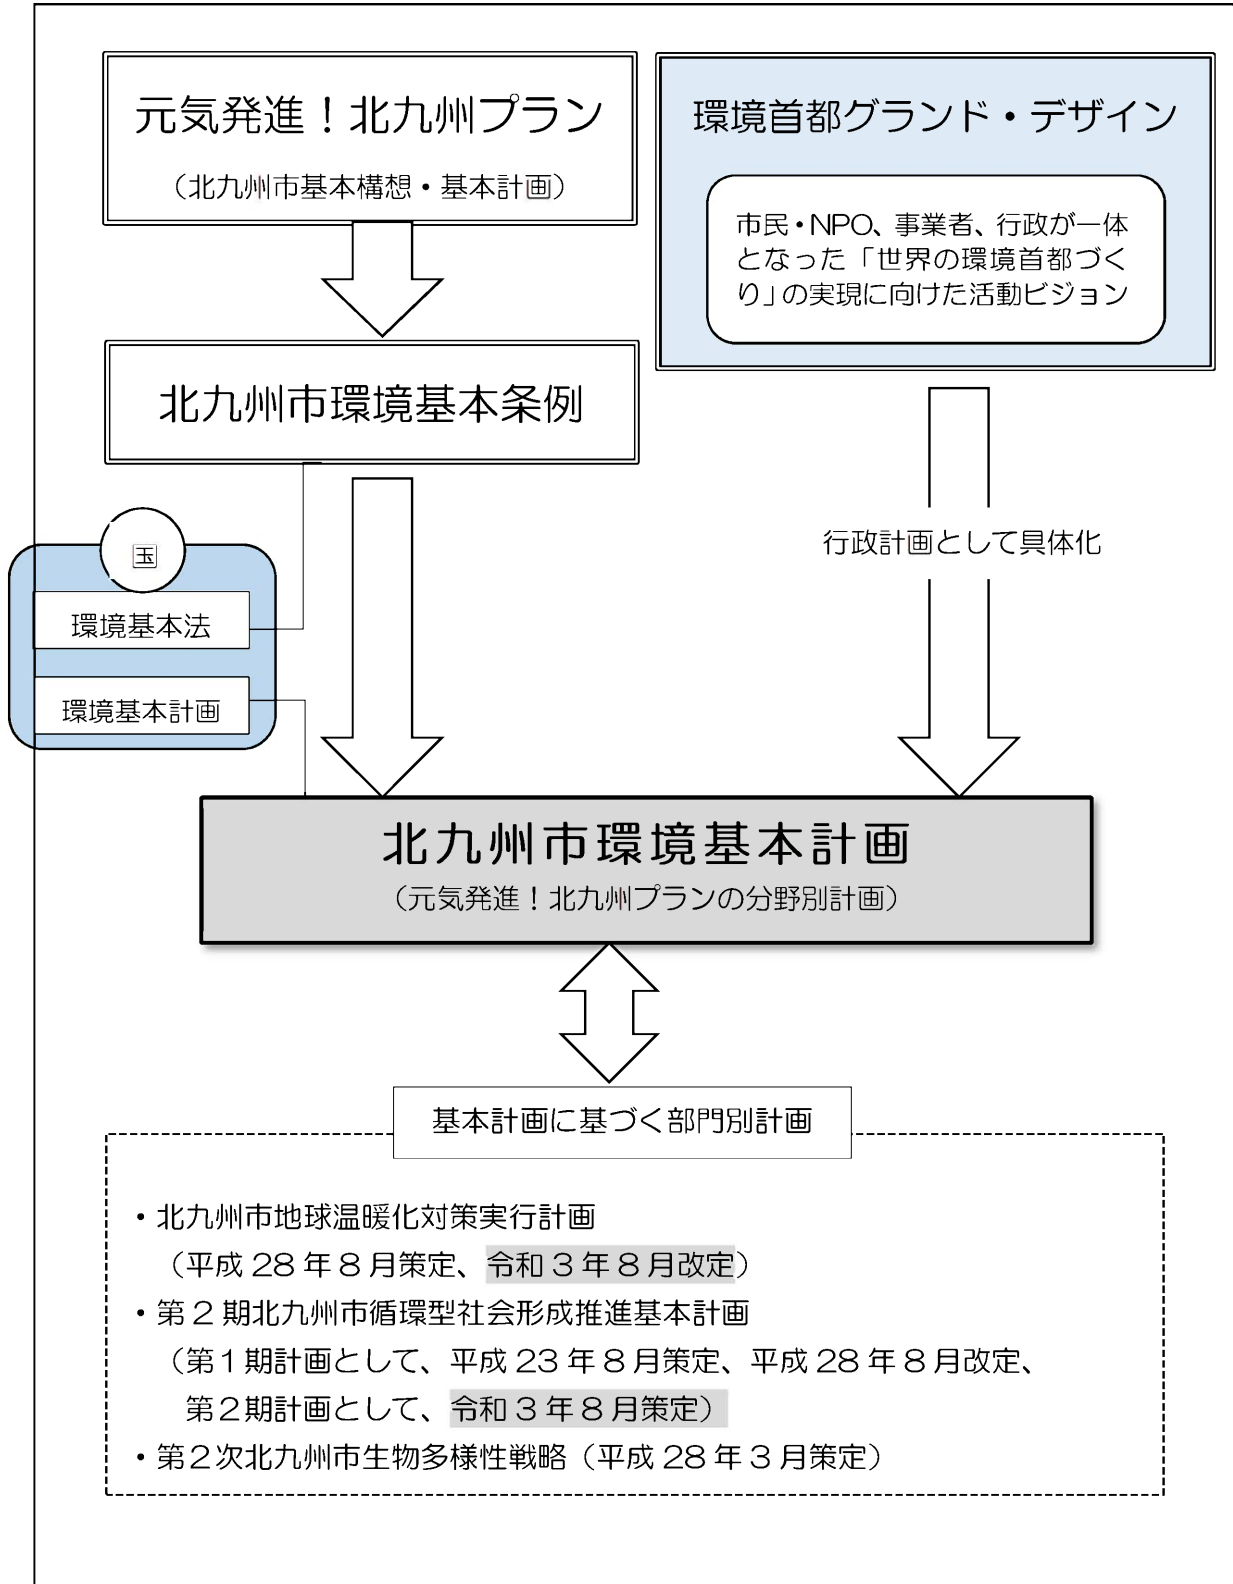 元気発進！北九州プラン
（北九州市基本構想・基本計画）
環境首都グランド・デザイン
市民・NPO、事業者、行政が一体
となった「世界の環境首都づく
り」の実現に向けた活動ビジョン
北九州市環境基本条例
国
環境基本法
環境基本計画
行政計画として具体化
北九州市環境基本計画
（元気発進！北九州プランの分野別計画）
基本計画に基づく部門別計画
・北九州市地球温暖化対策実行計画
（平成 28 年 8 月策定、令和 3 年 8 月改定）
・第 2 期北九州市循環型社会形成推進基本計画
（第 1 期計画として、平成 23 年 8 月策定、平成 28 年 8 月改定、
第 2 期計画として、令和 3 年 8 月策定）
・第 2 次北九州市生物多様性戦略（平成 28 年 3 月策定）